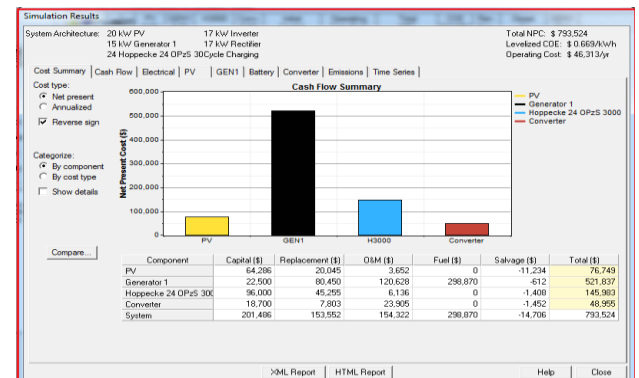 Simulation Results
System Architecture: 20 kW PV 17 kW Inverter Total NPC: $ 793,524
15 kW Generator 1 17 kW Rectifier Levelized COE: $ 0.669/kWh
24 Hoppecke 24 OPzS 30Cycle Charging Operating Cost: $ 46,313/yr
Cost Summary Cash Flow Electrical PV GEN1 Battery Converter Emissions Time Series
Cost type:
Net present
Annualized
Reverse sign
Categorize:
By component
By cost type
Show details
Compare...
Cash Flow Summary
Net Present Cost ($)
600,000
500,000
400,000
300,000
200,000
100,000
0
PV GEN1 H3000 Converter
PV
Generator 1
Hoppecke 24 OPzS 3000
Converter
Component Capital ($) Replacement ($) O&M ($) Fuel ($) Salvage ($) Total ($)
PV 64,286 20,045 3,652 0 -11,234 76,749
Generator 1 22,500 80,450 120,628 298,870 -612 521,837
Hoppecke 24 OPzS 300 96,000 45,255 6,136 0 -1,408 145,983
Converter 18,700 7,803 23,905 0 -1,452 48,955
System 201,486 153,552 154,322 298,870 -14,706 793,524
XML Report HTML Report Help Close